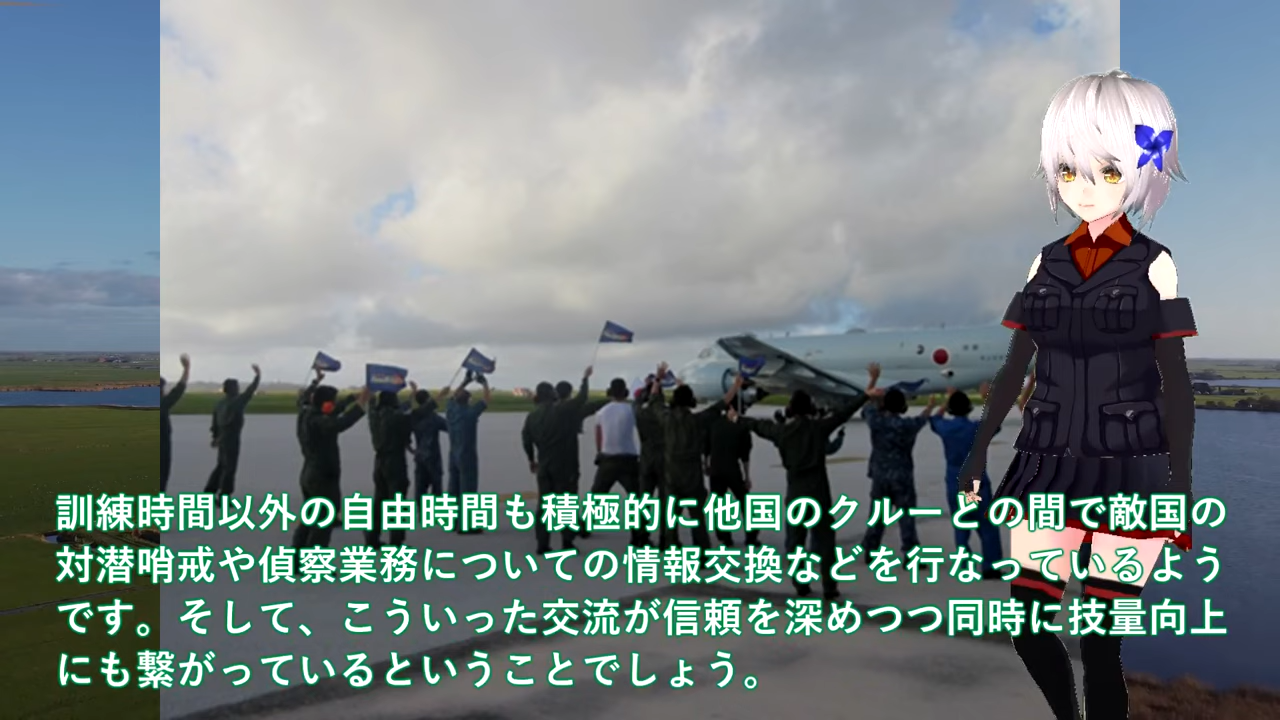 訓練時間以外の自由時間も積極的に他国のクルーとの間で敵国の
対潜哨戒や偵察業務についての情報交換などを行なっているよう
です。そして、こういった交流が信頼を深めつつ同時に技量向上
にも繋がっているということでしょう。